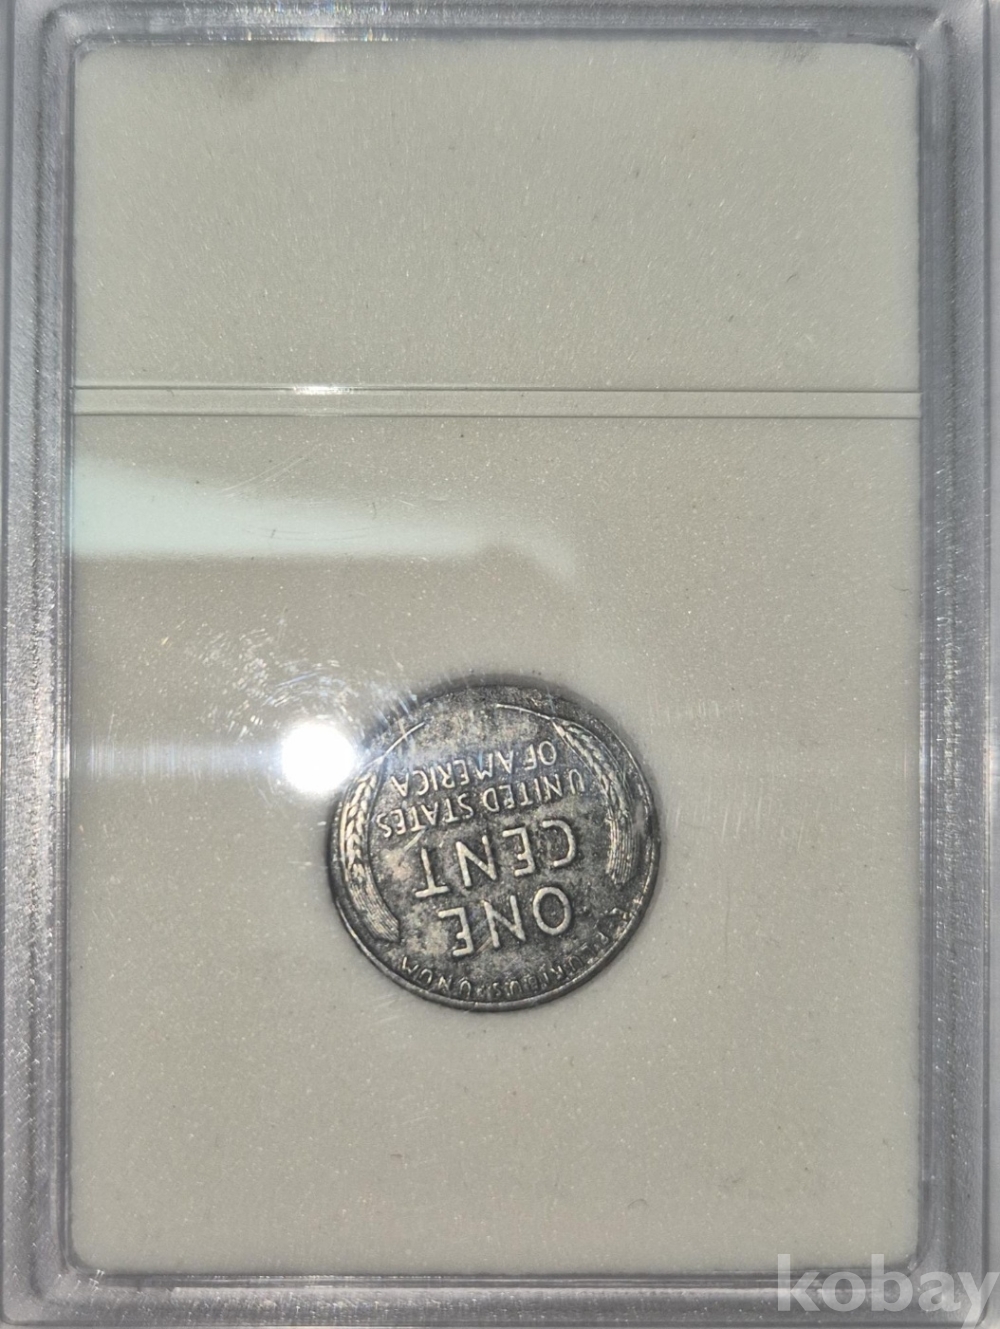 E PLURIBUS UNUM
ONE
CENT
UNITED STATES
OF AMERICA
kobay